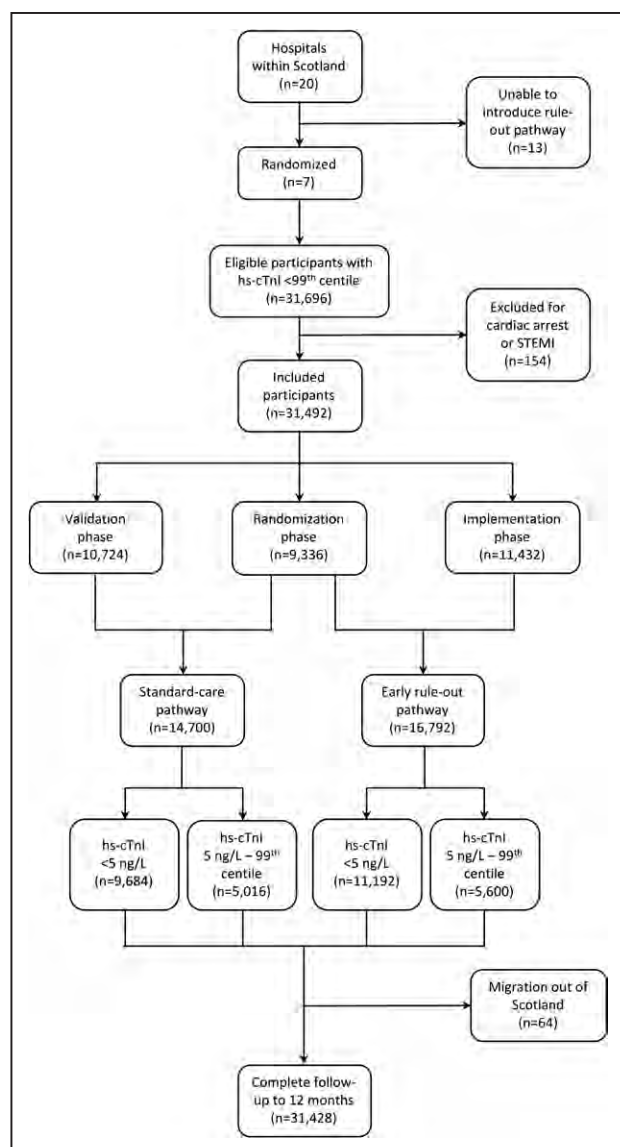 Hospitals
within Scotland
(n=20)
Unable to
introduce rule-
out pathway
(n=13)
Randomized
(n=7)
Eligible participants with
hs-cTnI <99th centile
(n=31,696)
Excluded for
cardiac arrest
or STEMI
(n=154)
Included
participants
(n=31,492)
Validation
phase
(n=10,724)
Randomization
phase
(n=9,336)
Implementation
phase
(n=11,432)
Standard-care
pathway
(n=14,700)
Early rule-out
pathway
(n=16,792)
hs-cTnI
<5 ng/L
(n=9,684)
hs-cTnI
5 ng/L – 99th
centile
(n=5,016)
hs-cTnI
<5 ng/L
(n=11,192)
hs-cTnI
5 ng/L – 99th
centile
(n=5,600)
Migration out of
Scotland
(n=64)
Complete follow-
up to 12 months
(n=31,428)